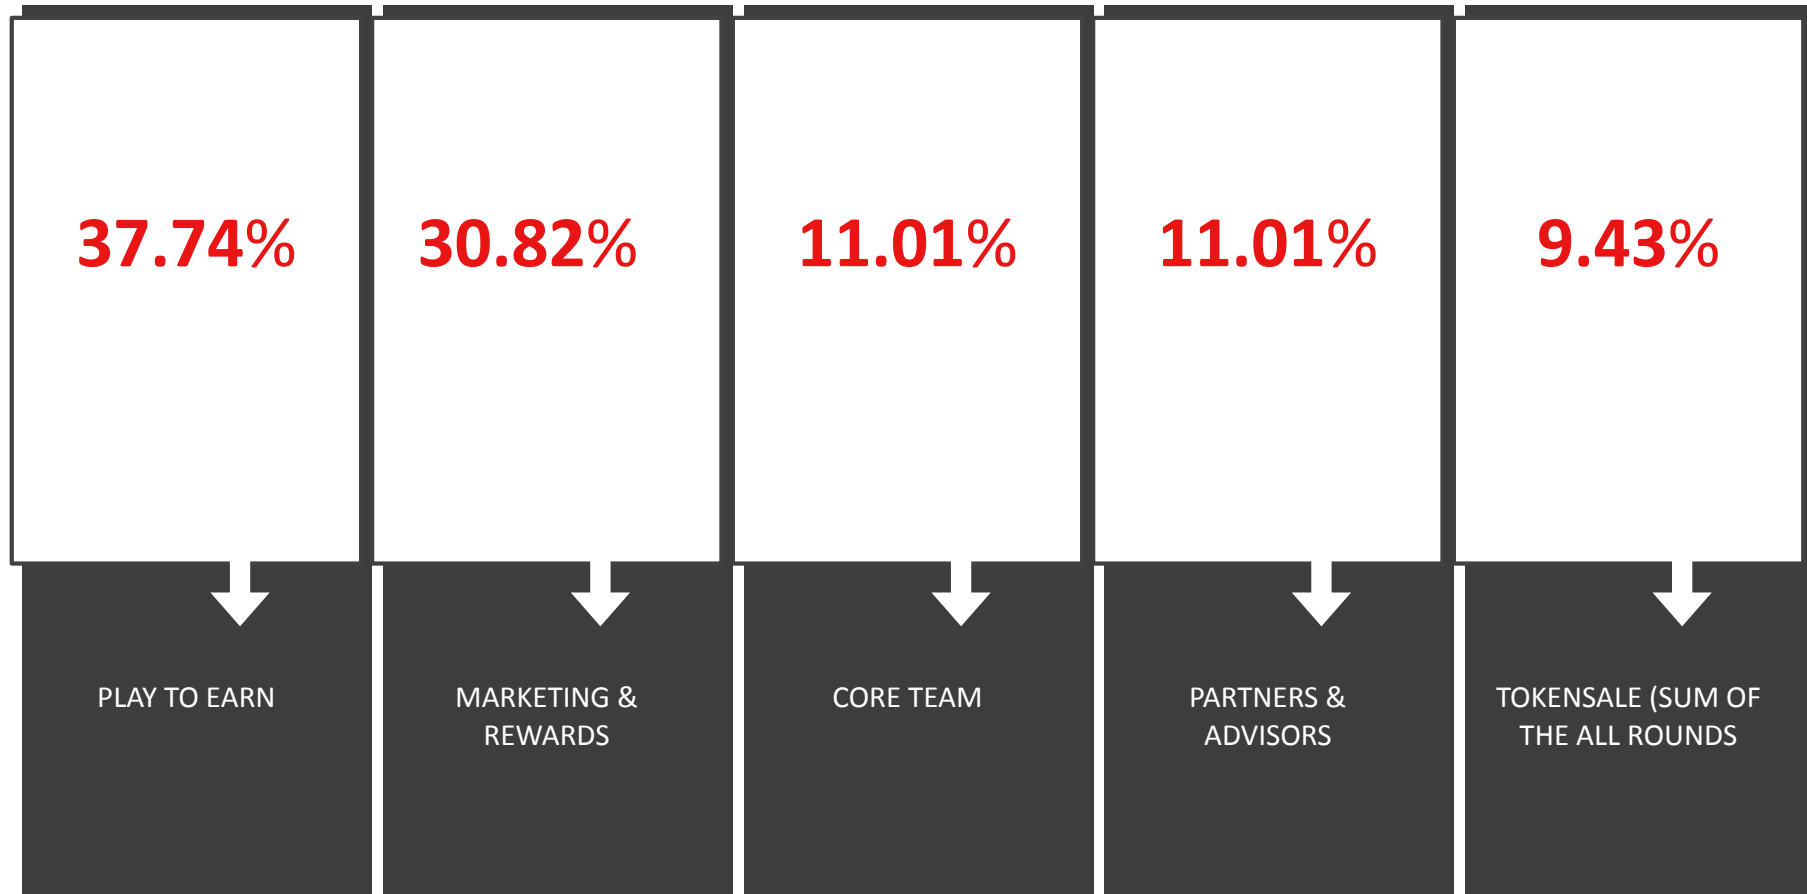 37.74%
30.82%
11.01%
11.01%
9.43%
PLAY TO EARN
MARKETING &
REWARDS
CORE TEAM
PARTNERS &
ADVISORS
TOKENSALE (SUM OF
THE ALL ROUNDS